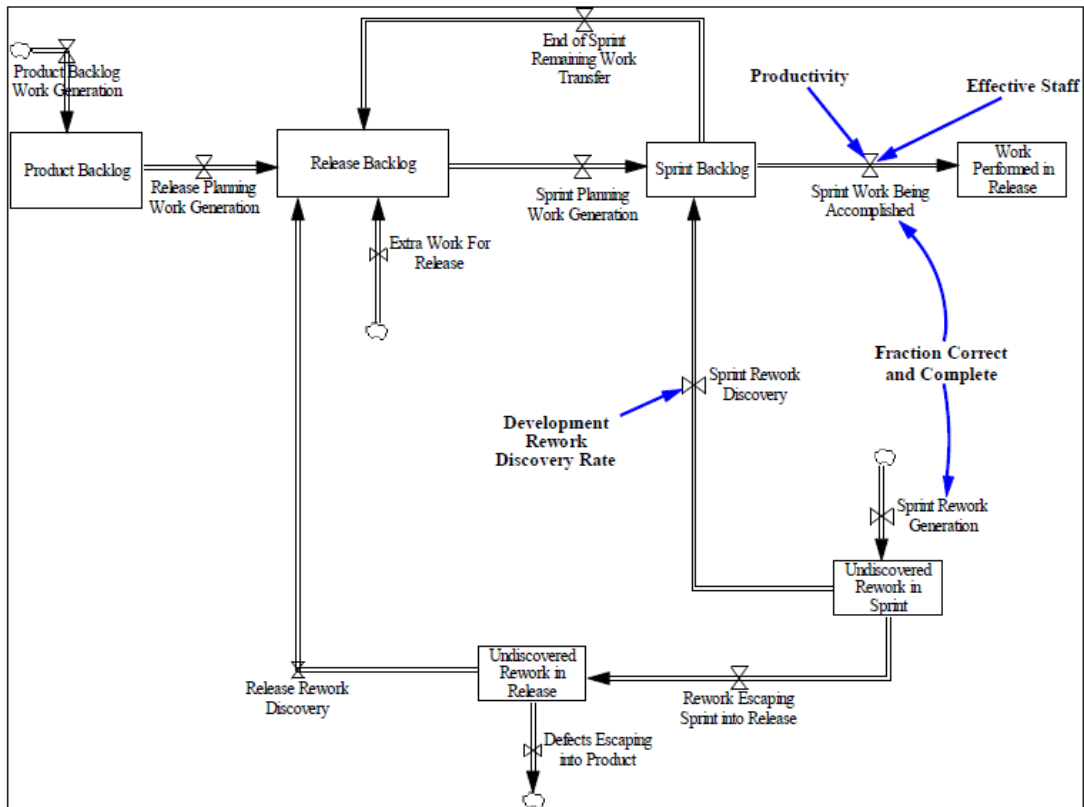 End of Sprint
Remaining Work
Transfer
Product Backlog
Work Generation
Productivity
Effective Staff
Product Backlog
Release Backlog
Sprint Backlog
Work
Performed in
Release
Release Planning
Work Generation
Sprint Planning
Work Generation
Sprint Work Being
Accomplished
Extra Work For
Release
Fraction Correct
and Complete
Sprint Rework
Discovery
Development
Rework
Discovery Rate
Sprint Rework
Generation
Undiscovered
Rework in
Sprint
Undiscovered
Rework in
Release
Release Rework
Discovery
Rework Escaping
Sprint into Release
Defects Escaping
into Product